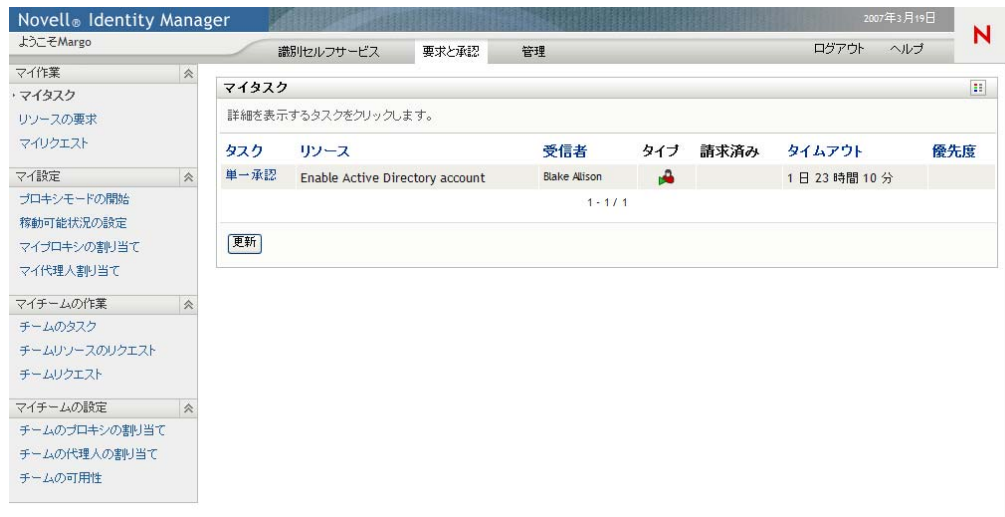 Novell® Identity Manager
2007年3月19日
ようこそMargo
識別セルフサービス 要求と承認 管理 ログアウト ヘルプ
N
マイ作業
・マイタスク
リソースの要求
マイリクエスト
マイ設定
プロキシモードの開始
稼動可能状況の設定
マイプロキシの割り当て
マイ代理人割り当て
マイチームの作業
チームのタスク
チームリソースのリクエスト
チームリクエスト
マイチームの設定
チームのプロキシの割り当て
チームの代理人の割り当て
チームの可用性
マイタスク
詳細を表示するタスクをクリックします。
タスク リソース 受信者 タイプ 請求済み タイムアウト 優先度
単一承認 Enable Active Directory account Blake Allison 1 日 23 時間 10 分
1 - 1 / 1
更新